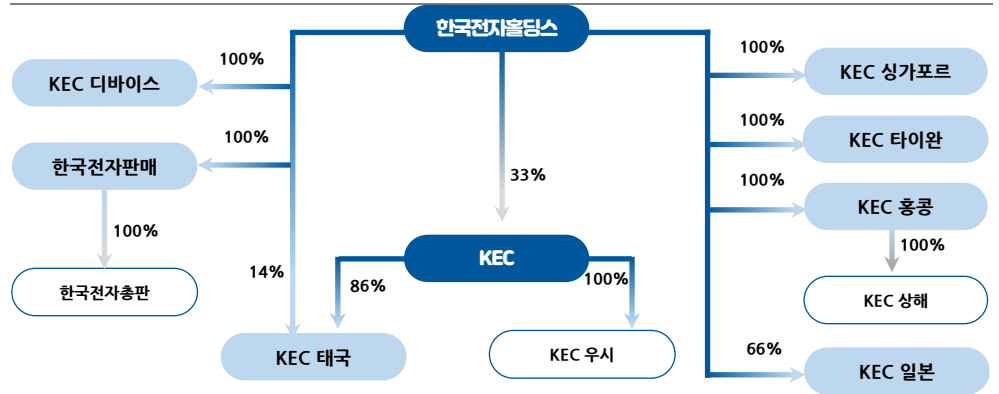 한국전자홀딩스
100%
KEC 디바이스
100%
한국전자판매
100%
한국전자총판
14%
33%
KEC
86%
100%
KEC 태국
KEC 우시
100%
KEC 싱가포르
100%
KEC 타이완
100%
KEC 홍콩
100%
KEC 상해
66%
KEC 일본